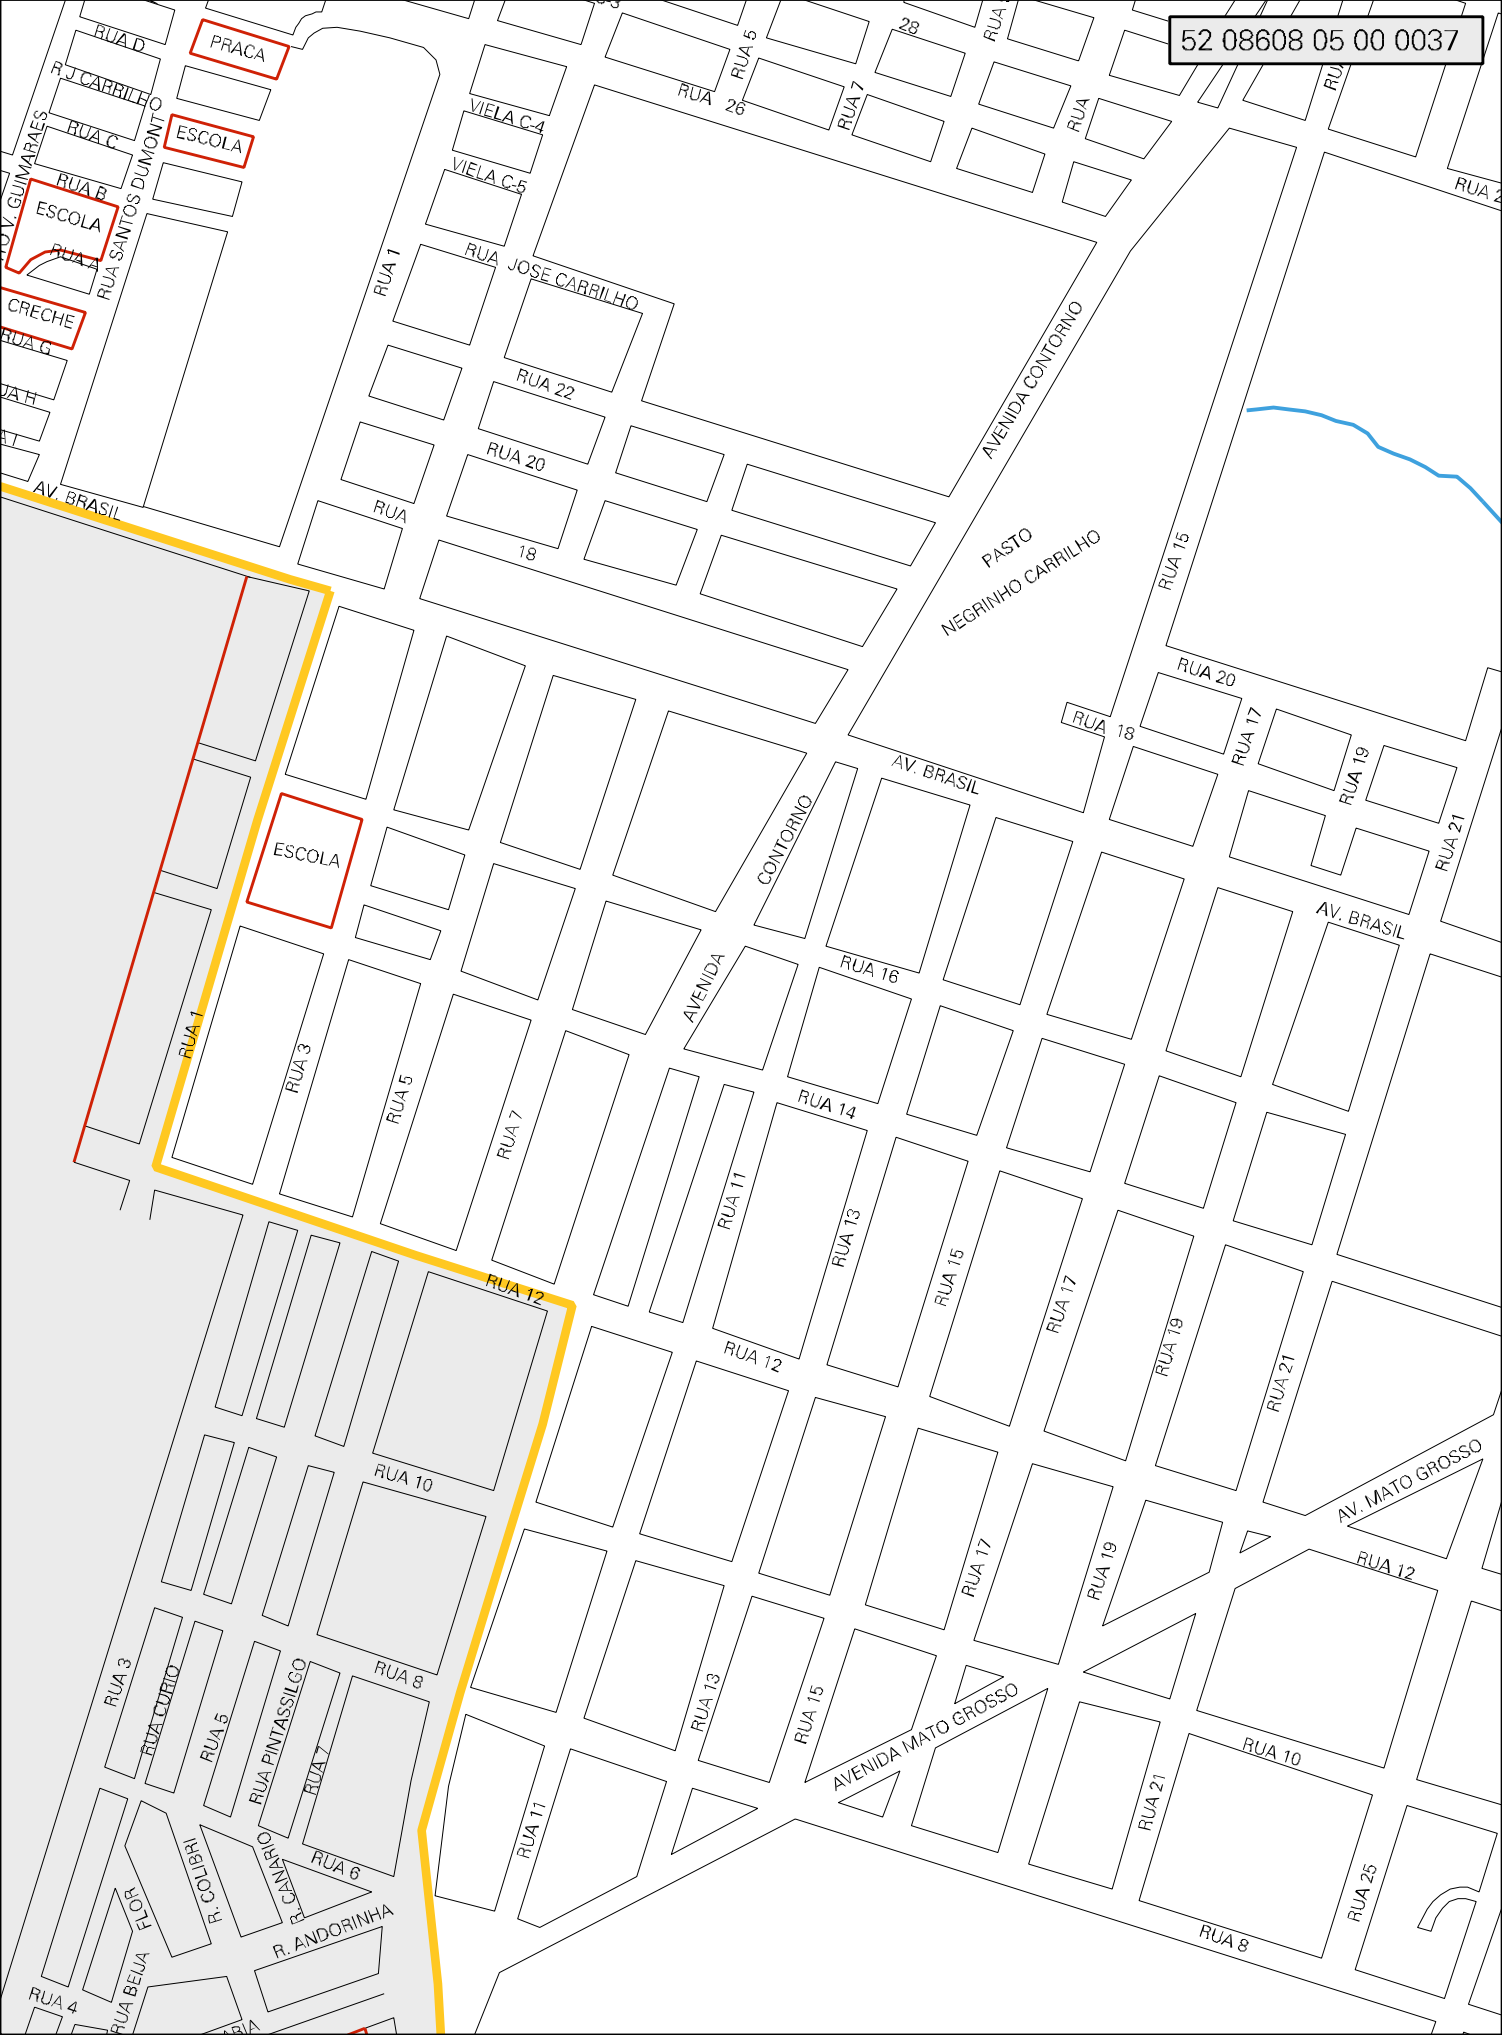 28
52 08608 05 00 0037
RUA D
PRACA
RUA 5
R J CARRILHO
RUA 26
RUA 7
RUA
VIELA C-4
RUA C
ESCOLA
V. GUIMARAES
RUA SANTOS DUMONT
VIELA C-5
RUA B
ESCOLA
RUA A
RUA 1
RUA JOSE CARRILHO
CRECHE
RUA G
RUA 22
AVENIDA CONTORNO
RUA 20
AV. BRASIL
RUA 18
PASTO
NEGRINHO CARRILHO
RUA 15
RUA 20
RUA 18
RUA 17
RUA 19
AV. BRASIL
RUA 21
ESCOLA
AVENIDA CONTORNO
AV. BRASIL
RUA 16
RUA 1
RUA 3
RUA 5
RUA 7
RUA 14
RUA 11
RUA 13
RUA 15
RUA 17
RUA 19
RUA 21
RUA 12
RUA 12
RUA 10
AV. MATO GROSSO
RUA 12
RUA 17
RUA 19
RUA 3
RUA CURIO
RUA 5
RUA PINTASSILGO
RUA 7
RUA 8
RUA 13
RUA 15
AVENIDA MATO GROSSO
RUA 10
RUA 21
RUA 11
RUA 6
R. COLIBRI
R. CANARIO
RUA BEIJA FLOR
R. ANDORINHA
RUA 25
RUA 8
RUA 4